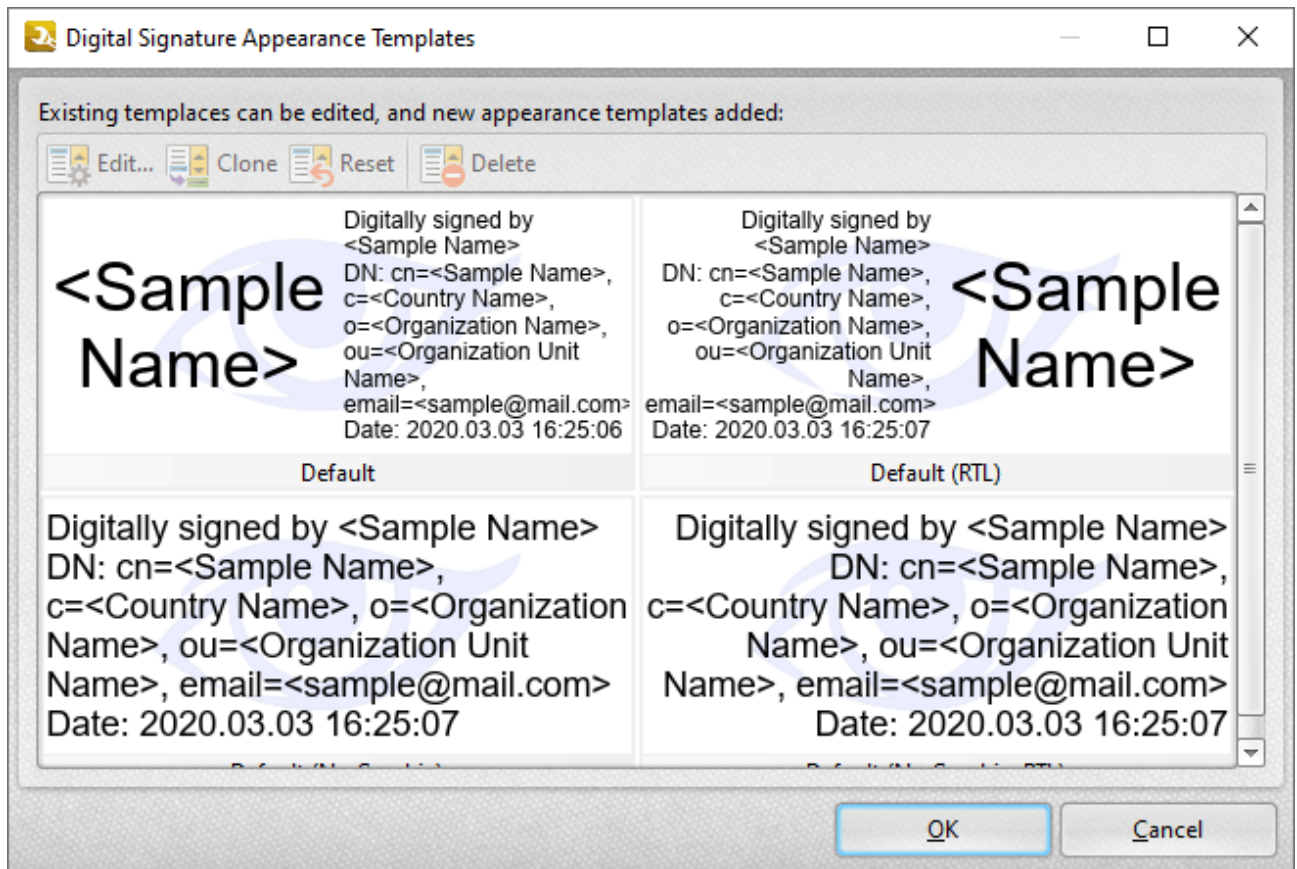 Digital Signature Appearance Templates
Existing templaces can be edited, and new appearance templates added:
Edit... Clone Reset Delete
<Sample
Name>
Digitally signed by
<Sample Name>
DN: cn=<Sample Name>,
c=<Country Name>,
o=<Organization Name>,
ou=<Organization Unit
Name>,
email=<sample@mail.com>
Date: 2020.03.03 16:25:06
Default
Digitally signed by
<Sample Name>
DN: cn=<Sample Name>,
c=<Country Name>,
o=<Organization Name>,
ou=<Organization Unit
Name>,
email=<sample@mail.com>
Date: 2020.03.03 16:25:07
<Sample
Name>
Default (RTL)
Digitally signed by <Sample Name>
DN: cn=<Sample Name>,
c=<Country Name>, o=<Organization
Name>, ou=<Organization Unit
Name>, email=<sample@mail.com>
Date: 2020.03.03 16:25:07
Digitally signed by <Sample Name>
DN: cn=<Sample Name>,
c=<Country Name>, o=<Organization
Name>, ou=<Organization Unit
Name>, email=<sample@mail.com>
Date: 2020.03.03 16:25:07
OK
Cancel